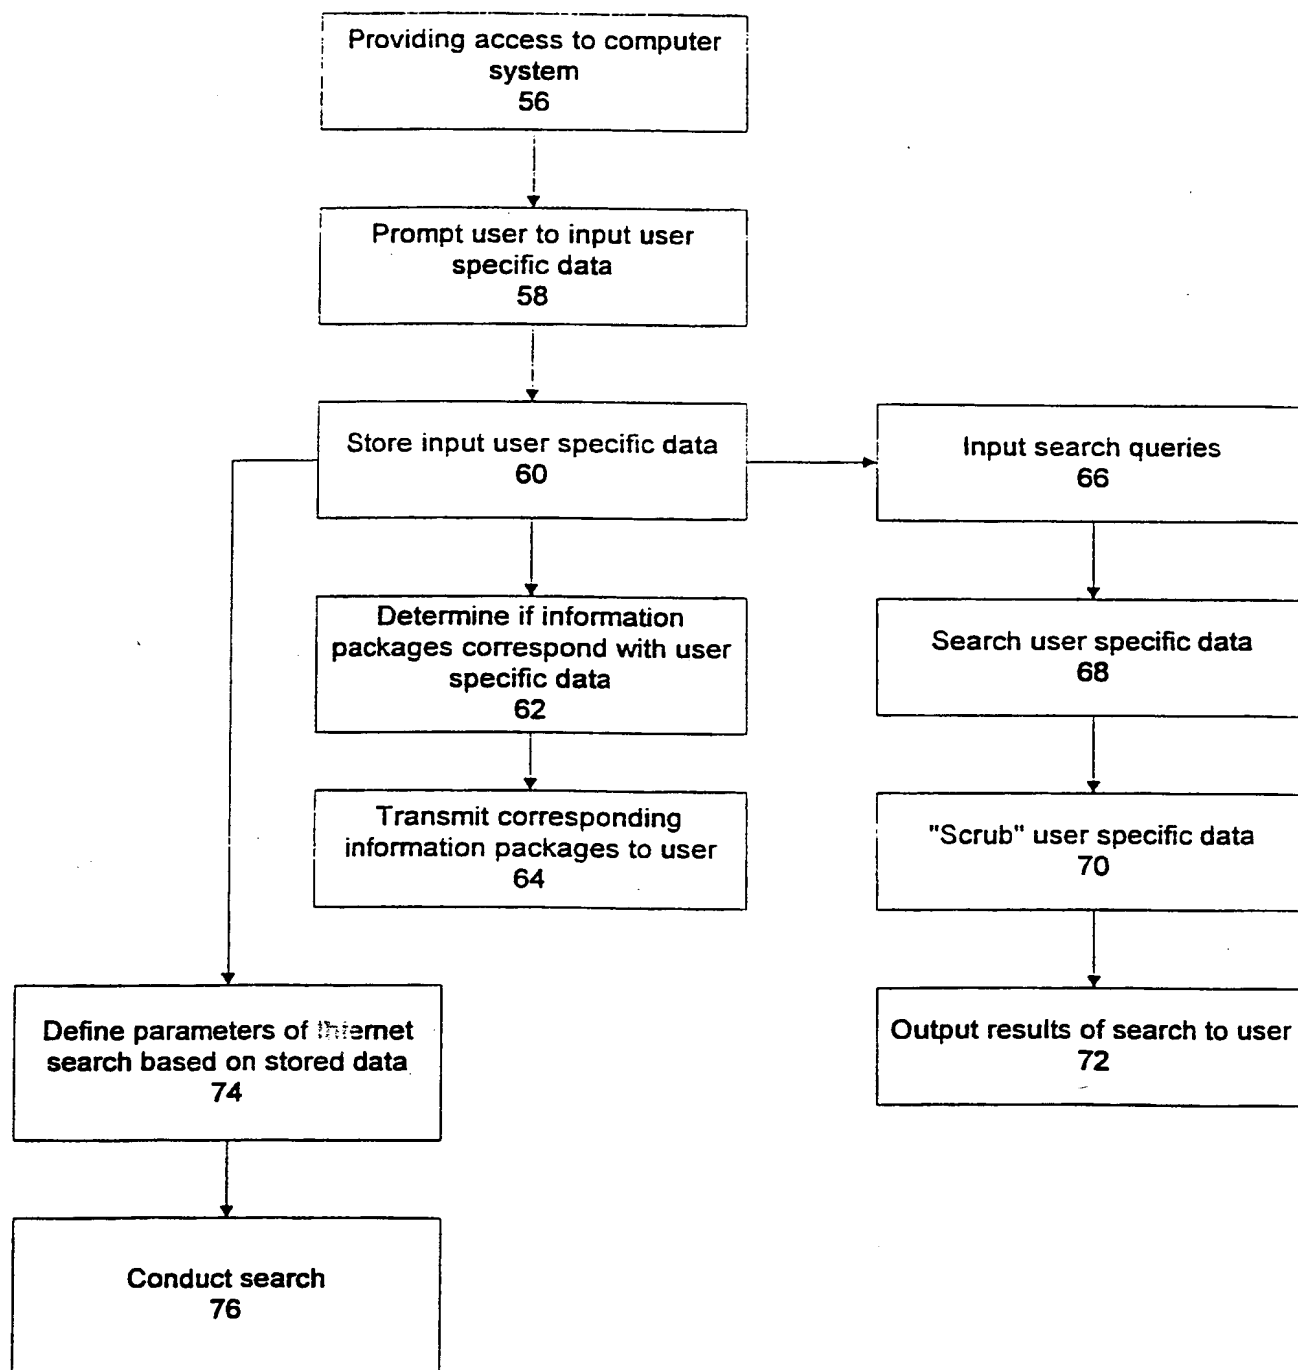 Providing access to computer
system
56
Prompt user to input user
specific data
58
Store input user specific data
60
Input search queries
66
Determine if information
packages correspond with user
specific data
62
Search user specific data
68
Transmit corresponding
information packages to user
64
"Scrub" user specific data
70
Define parameters of Internet
search based on stored data
74
Output results of search to user
72
Conduct search
76